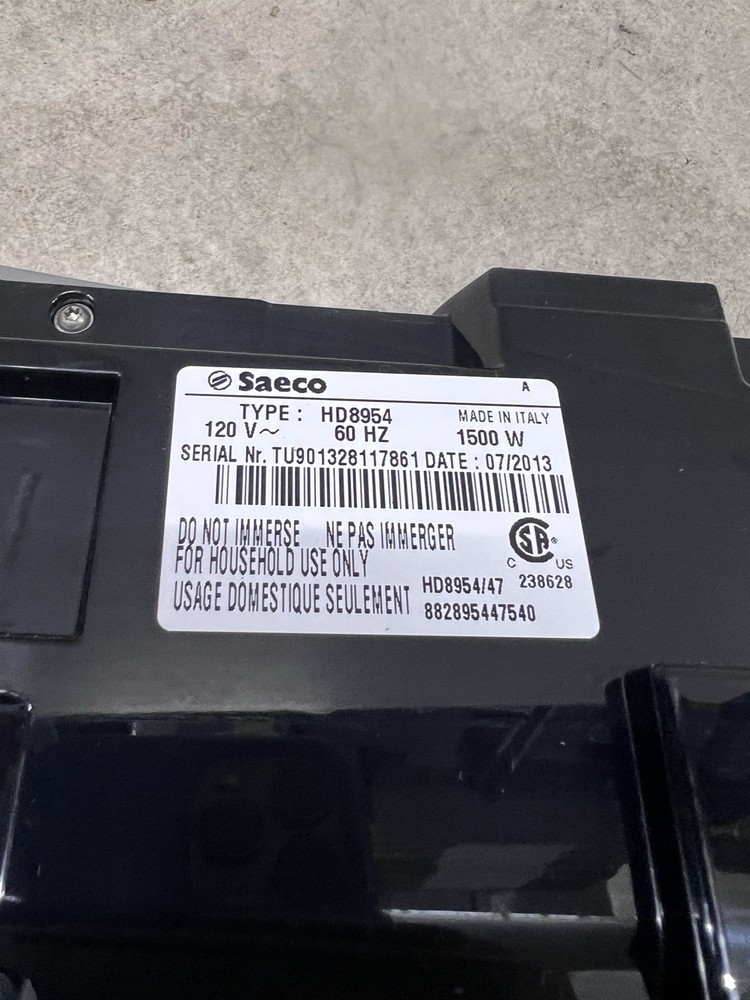 Saeco A
TYPE : HD8954 MADE IN ITALY
120 V~ 60 HZ 1500 W
SERIAL Nr. TU901328117861 DATE : 07/2013
DO NOT IMMERSE NE PAS IMMERGER
FOR HOUSEHOLD USE ONLY
USAGE DOMESTIQUE SEULEMENT
SA ®
C US
HD8954/47 238628
882895447540